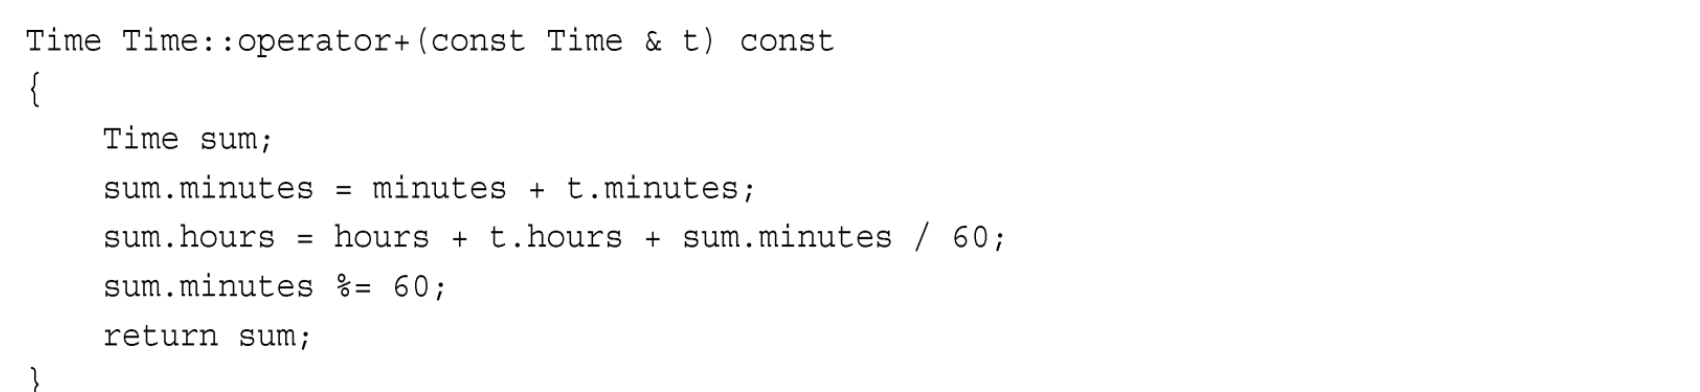 Time Time::operator+(const Time & t) const
{
    Time sum;
    sum.minutes = minutes + t.minutes;
    sum.hours = hours + t.hours + sum.minutes / 60;
    sum.minutes %= 60;
    return sum;
}